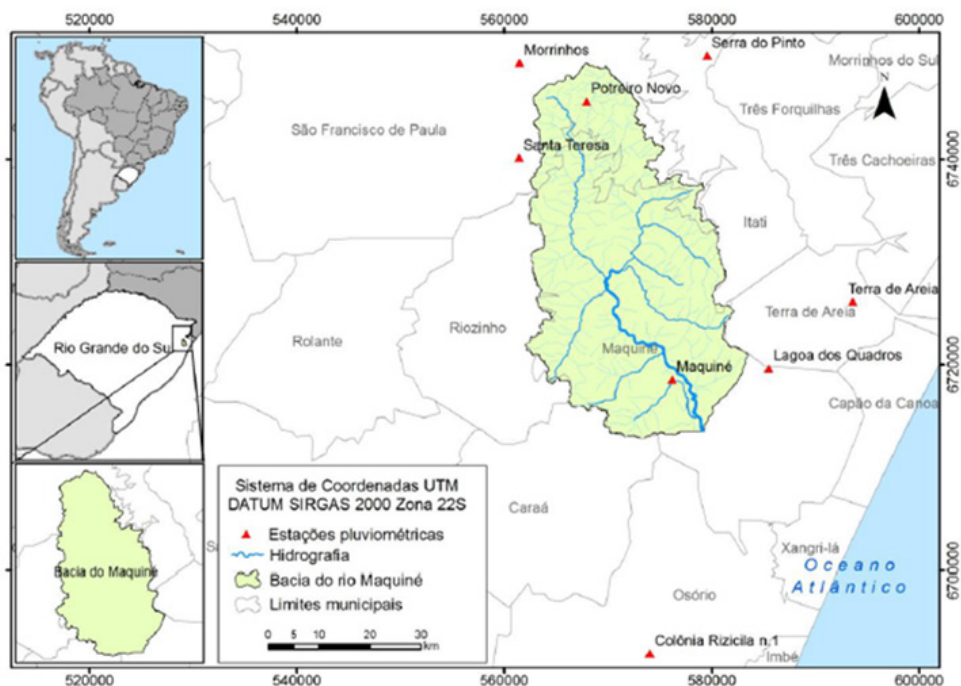 520000
540000
560000
580000
600000
Morrinhos
Serra do Pinto
Morrinhos do Sul
N
Potreiro Novo
Três Forquilhas
São Francisco de Paula
Santa Teresa
Três Cachoeiras
6740000
Itati
Terra de Areia
Terra de Areia
Riozinho
Rolante
Rio Grande do Su
Maquiné
Maquiné
Lagoa dos Quadros
6720000
Capão da Canoa
Sistema de Coordenadas UTM
DATUM SIRGAS 2000 Zona 22S
Estações pluviométricas
Hidrografia
Bacia do rio Maquiné
Limites municipais
0 5 10 20 30
km
Bacia do Maquiné
Caraá
Xangri-lá
Oceano
Atlântico
6700000
Osório
Colônia Rizicila n.1
Imbé
520000
540000
560000
580000
600000